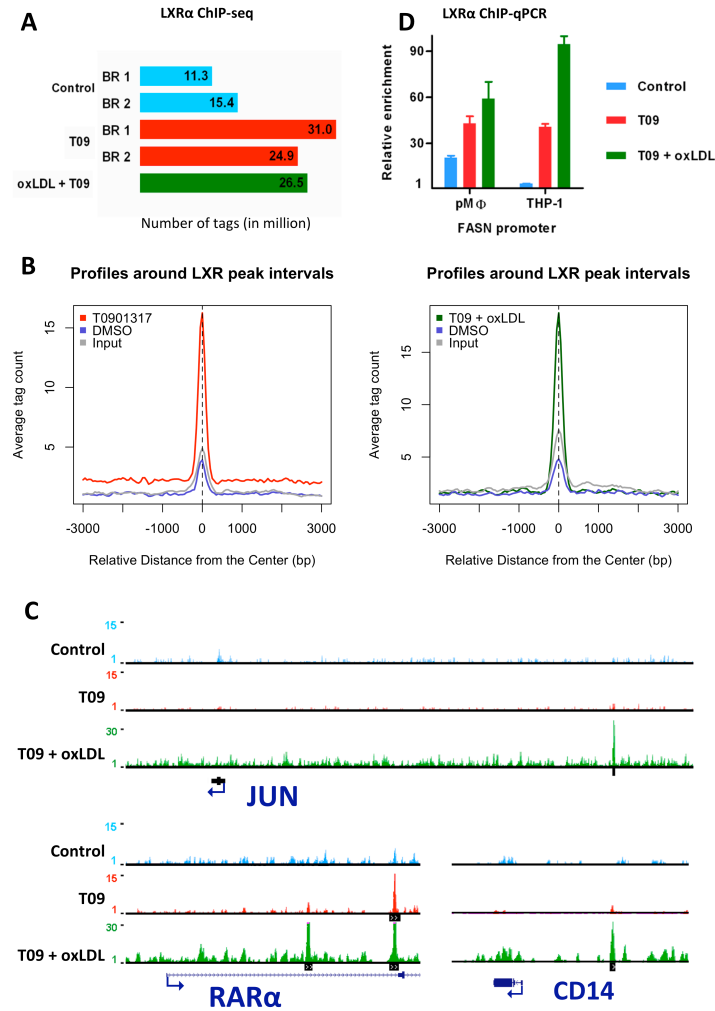 A
LXRα ChIP-seq
Control
BR 1
11.3
BR 2
15.4
T09
BR 1
31.0
BR 2
24.9
oxLDL + T09
26.5
Number of tags (in million)
D
LXRα ChIP-qPCR
Relative enrichment
90
60
30
1
Control
T09
T09 + oxLDL
pM Φ
THP-1
FASN promoter
B
Profiles around LXR peak intervals
T0901317
DMSO
Input
Average tag count
15
10
5
-3000 -1000 0 1000 3000
Relative Distance from the Center (bp)
Profiles around LXR peak intervals
T09 + oxLDL
DMSO
Input
Average tag count
15
10
5
-3000 -1000 0 1000 3000
Relative Distance from the Center (bp)
C
15
Control
1
15
T09
1
30
T09 + oxLDL
1
JUN
15
Control
1
15
T09
1
30
T09 + oxLDL
1
RARα
CD14